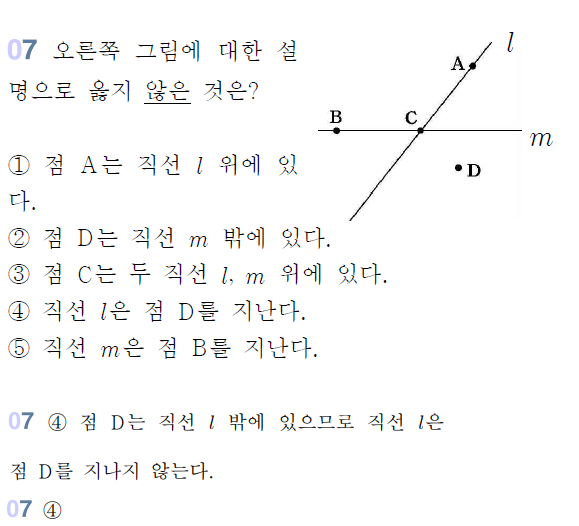 07 오른쪽 그림에 대한 설
명으로 옳지 않은 것은?
① 점 A는 직선 l 위에 있
다.
② 점 D는 직선 m 밖에 있다.
③ 점 C는 두 직선 l, m 위에 있다.
④ 직선 l은 점 D를 지난다.
⑤ 직선 m은 점 B를 지난다.
l
A
B
C
m
D
07 ④ 점 D는 직선 l 밖에 있으므로 직선 l은
점 D를 지나지 않는다.
07 ④